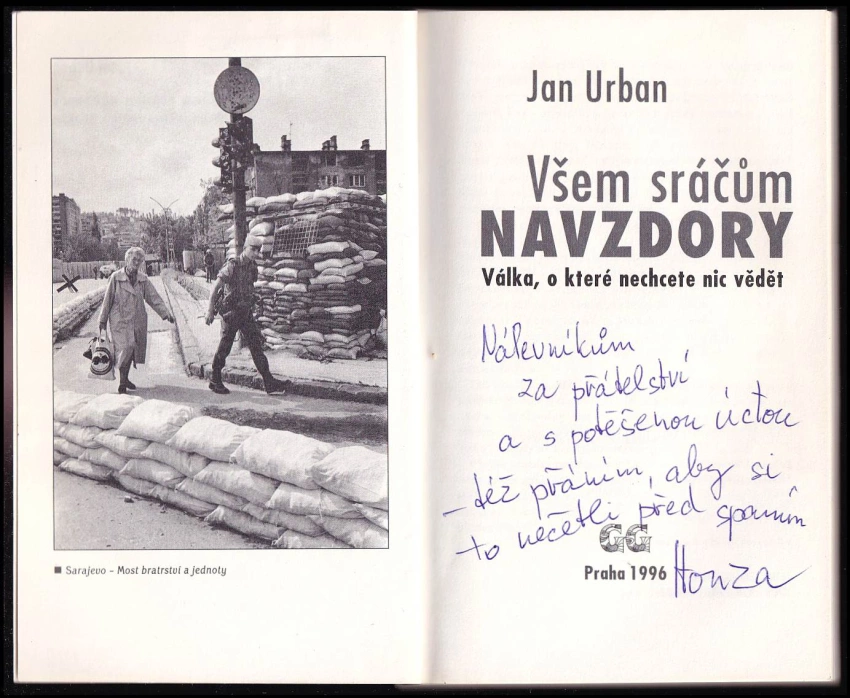 ■ Sarajevo – Most bratrství a jednoty
Jan Urban
Všem sráčům
NAVZDORY
Válka, o které nechcete nic vědět
Nálevníkům
za přátelství
a s potěšenou úctou
– též přáním, aby si
to nečetli před spaním
GG
Praha 1996
Honza